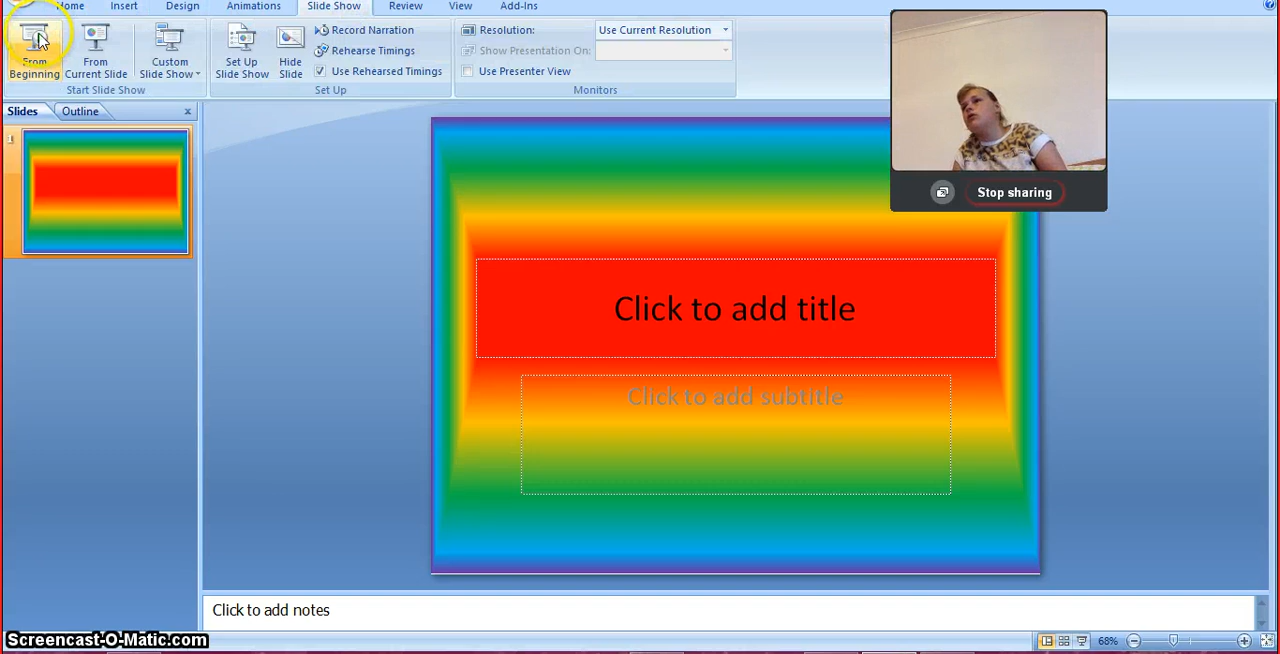 Home Insert Design Animations Slide Show Review View Add-Ins
From Beginning
From Current Slide
Custom Slide Show
Start Slide Show
Set Up Slide Show
Hide Slide
Record Narration
Rehearse Timings
Use Rehearsed Timings
Set Up
Resolution: Use Current Resolution
Show Presentation On:
Use Presenter View
Monitors
Stop sharing
Slides Outline
1
Click to add title
Click to add subtitle
Click to add notes
Screencast-O-Matic.com
68%